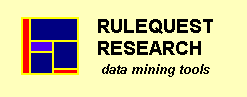 RULEQUEST
RESEARCH
data mining tools